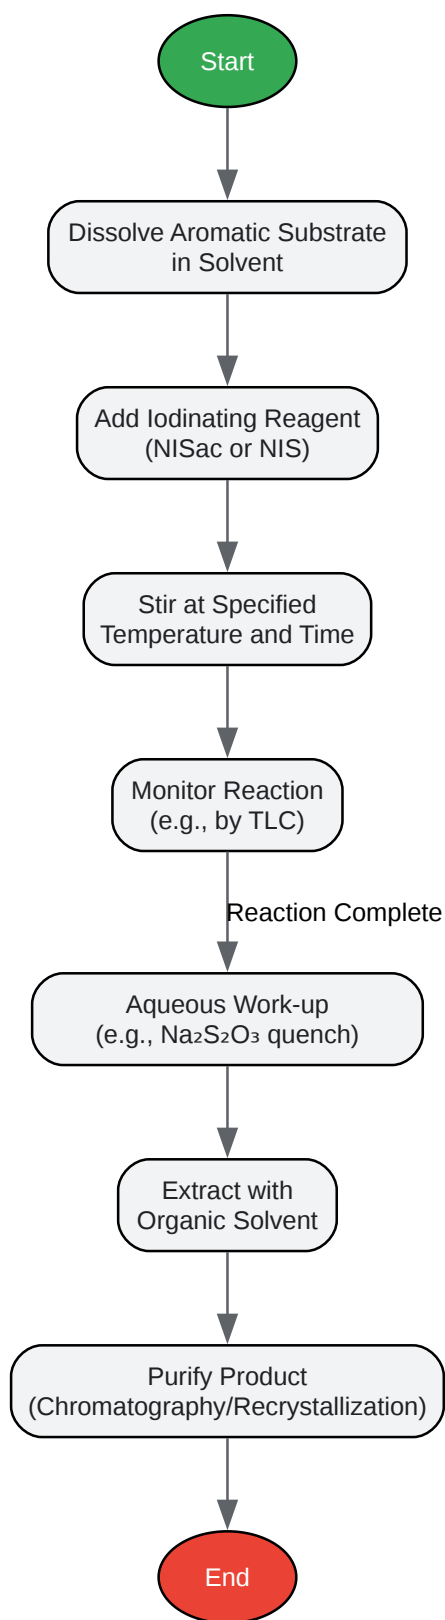 Start
Dissolve Aromatic Substrate
in Solvent
Add Iodinating Reagent
(NISac or NIS)
Stir at Specified
Temperature and Time
Monitor Reaction
(e.g., by TLC)
Reaction Complete
Aqueous Work-up
(e.g., Na₂S₂O₃ quench)
Extract with
Organic Solvent
Purify Product
(Chromatography/Recrystallization)
End